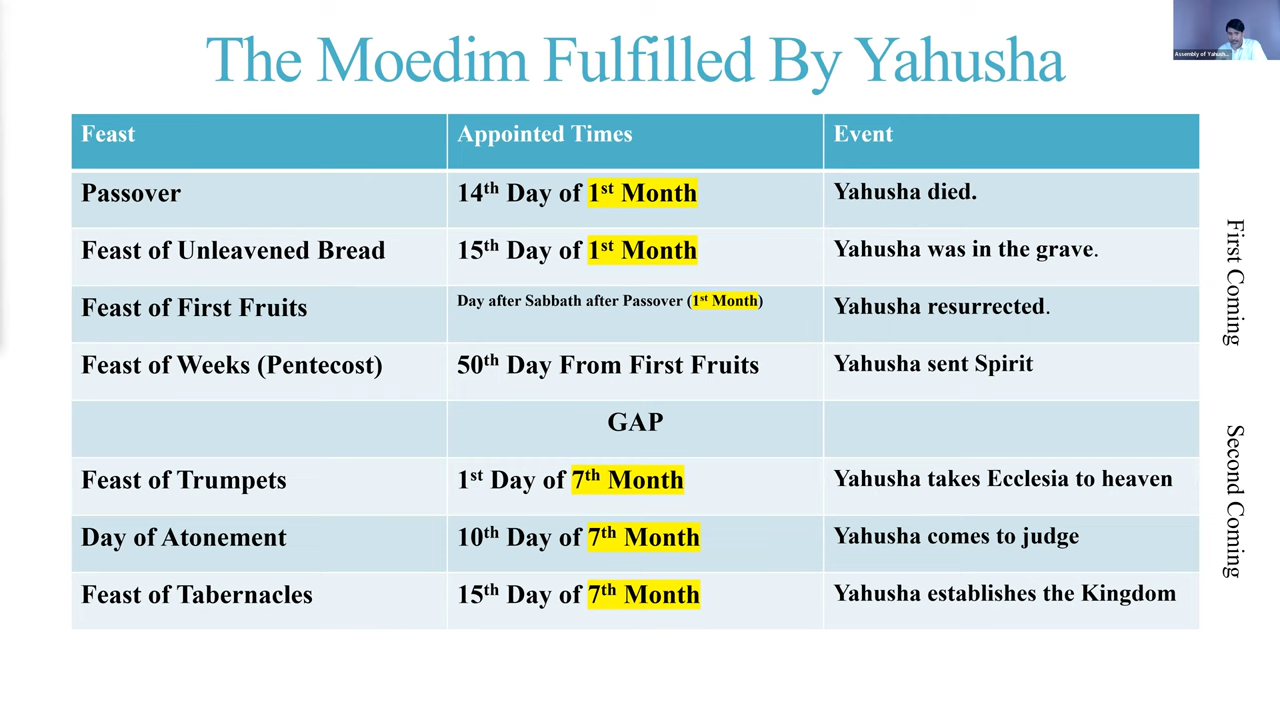 The Moedim Fulfilled By Yahusha
Assembly of Yahush...
Feast Appointed Times Event
Passover 14th Day of 1st Month Yahusha died.
Feast of Unleavened Bread 15th Day of 1st Month Yahusha was in the grave.
Feast of First Fruits Day after Sabbath after Passover (1st Month) Yahusha resurrected.
Feast of Weeks (Pentecost) 50th Day From First Fruits Yahusha sent Spirit
GAP
Feast of Trumpets 1st Day of 7th Month Yahusha takes Ecclesia to heaven
Day of Atonement 10th Day of 7th Month Yahusha comes to judge
Feast of Tabernacles 15th Day of 7th Month Yahusha establishes the Kingdom
First Coming
Second Coming